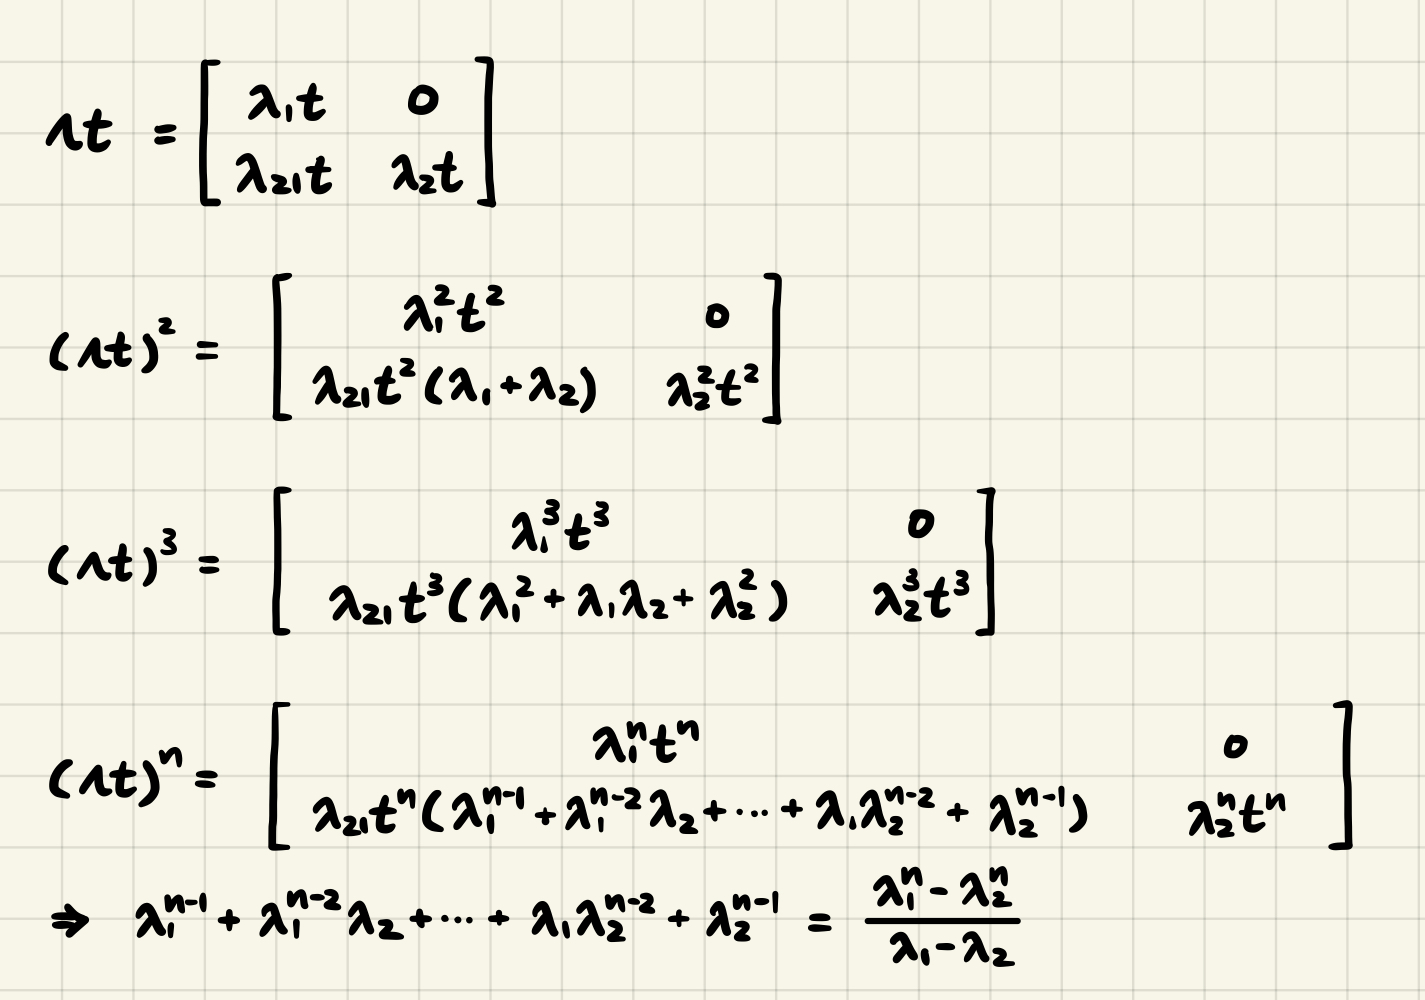 Λt = [ λ₁t 0 ; λ₂₁t λ₂t ]
(Λt)² = [ λ₁²t² 0 ; λ₂₁t²(λ₁+λ₂) λ₂²t² ]
(Λt)³ = [ λ₁³t³ 0 ; λ₂₁t³(λ₁² + λ₁λ₂ + λ₂²) λ₂³t³ ]
(Λt)ⁿ = [ λ₁ⁿtⁿ 0 ; λ₂₁tⁿ(λ₁ⁿ⁻¹ + λ₁ⁿ⁻²λ₂ + ··· + λ₁λ₂ⁿ⁻² + λ₂ⁿ⁻¹) λ₂ⁿtⁿ ]
⇒ λ₁ⁿ⁻¹ + λ₁ⁿ⁻²λ₂ + ··· + λ₁λ₂ⁿ⁻² + λ₂ⁿ⁻¹ = (λ₁ⁿ - λ₂ⁿ)/(λ₁ - λ₂)